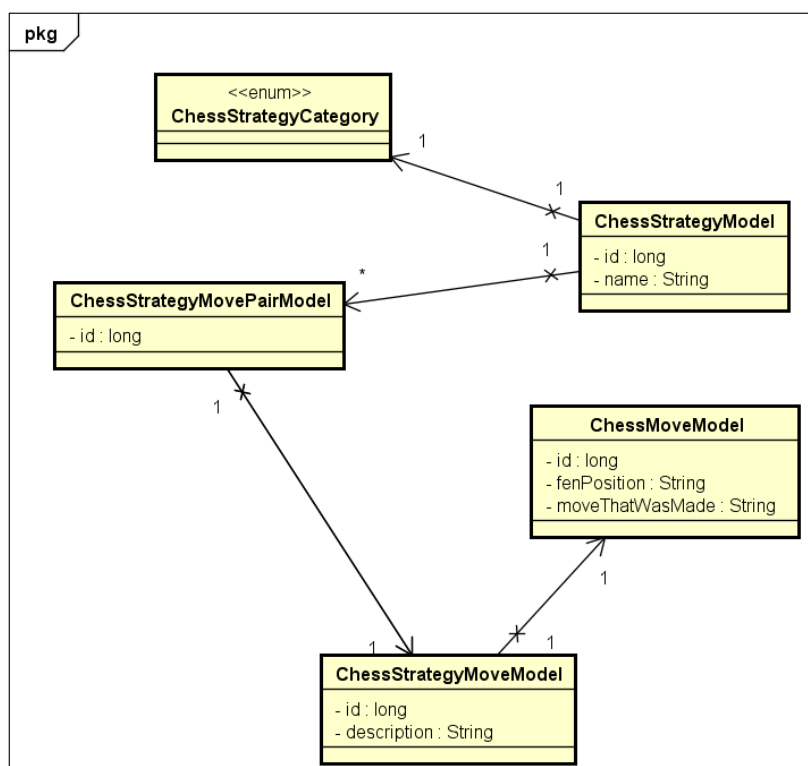 pkg
<<enum>>
ChessStrategyCategory
1
1
ChessStrategyModel
- id : long
- name : String
1
*
ChessStrategyMovePairModel
- id : long
1
ChessMoveModel
- id : long
- fenPosition : String
- moveThatWasMade : String
1
1
1
ChessStrategyMoveModel
- id : long
- description : String